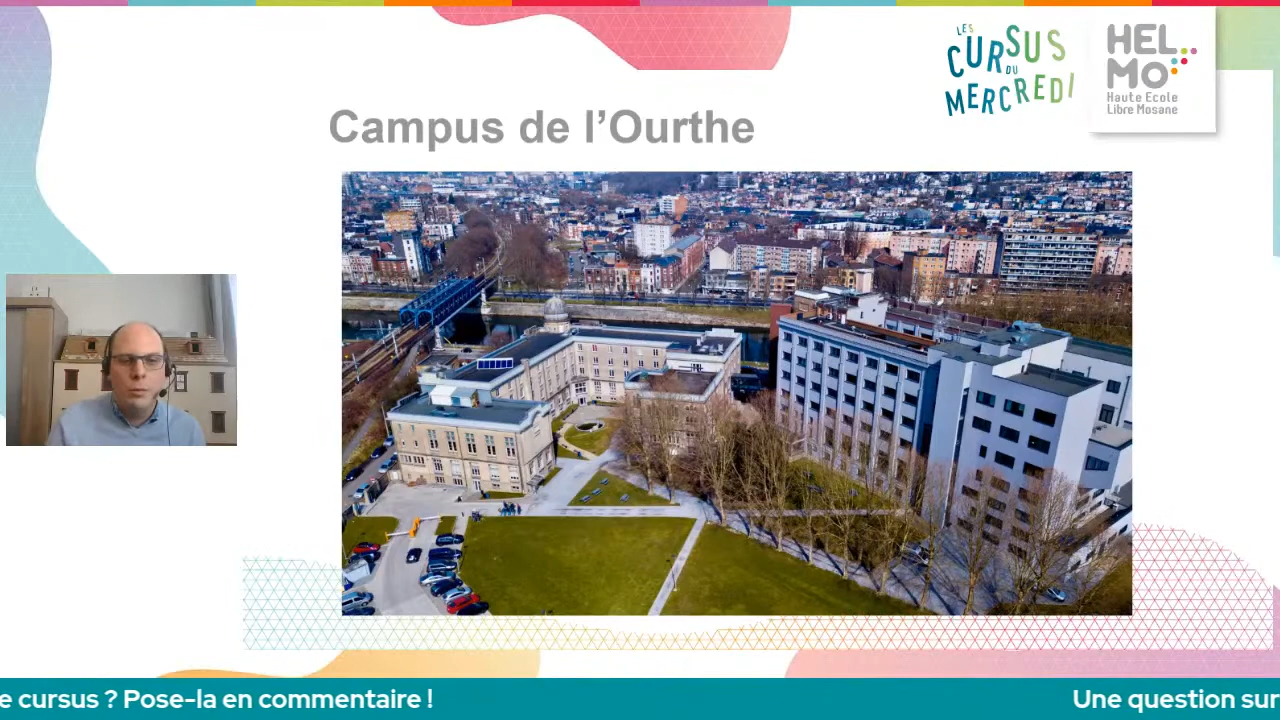 LES
CURSUS
DU
MERCREDI
HEL
MO
Haute Ecole
Libre Mosane
Campus de l’Ourthe
e cursus ? Pose-la en commentaire !
Une question sur